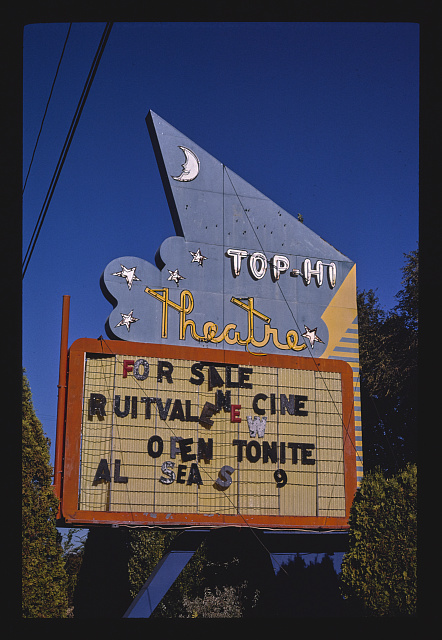 TOP-HI
Theatre
FOR SALE
RUITVALE NEW CINE
OPEN TONITE
AL SEAS 9